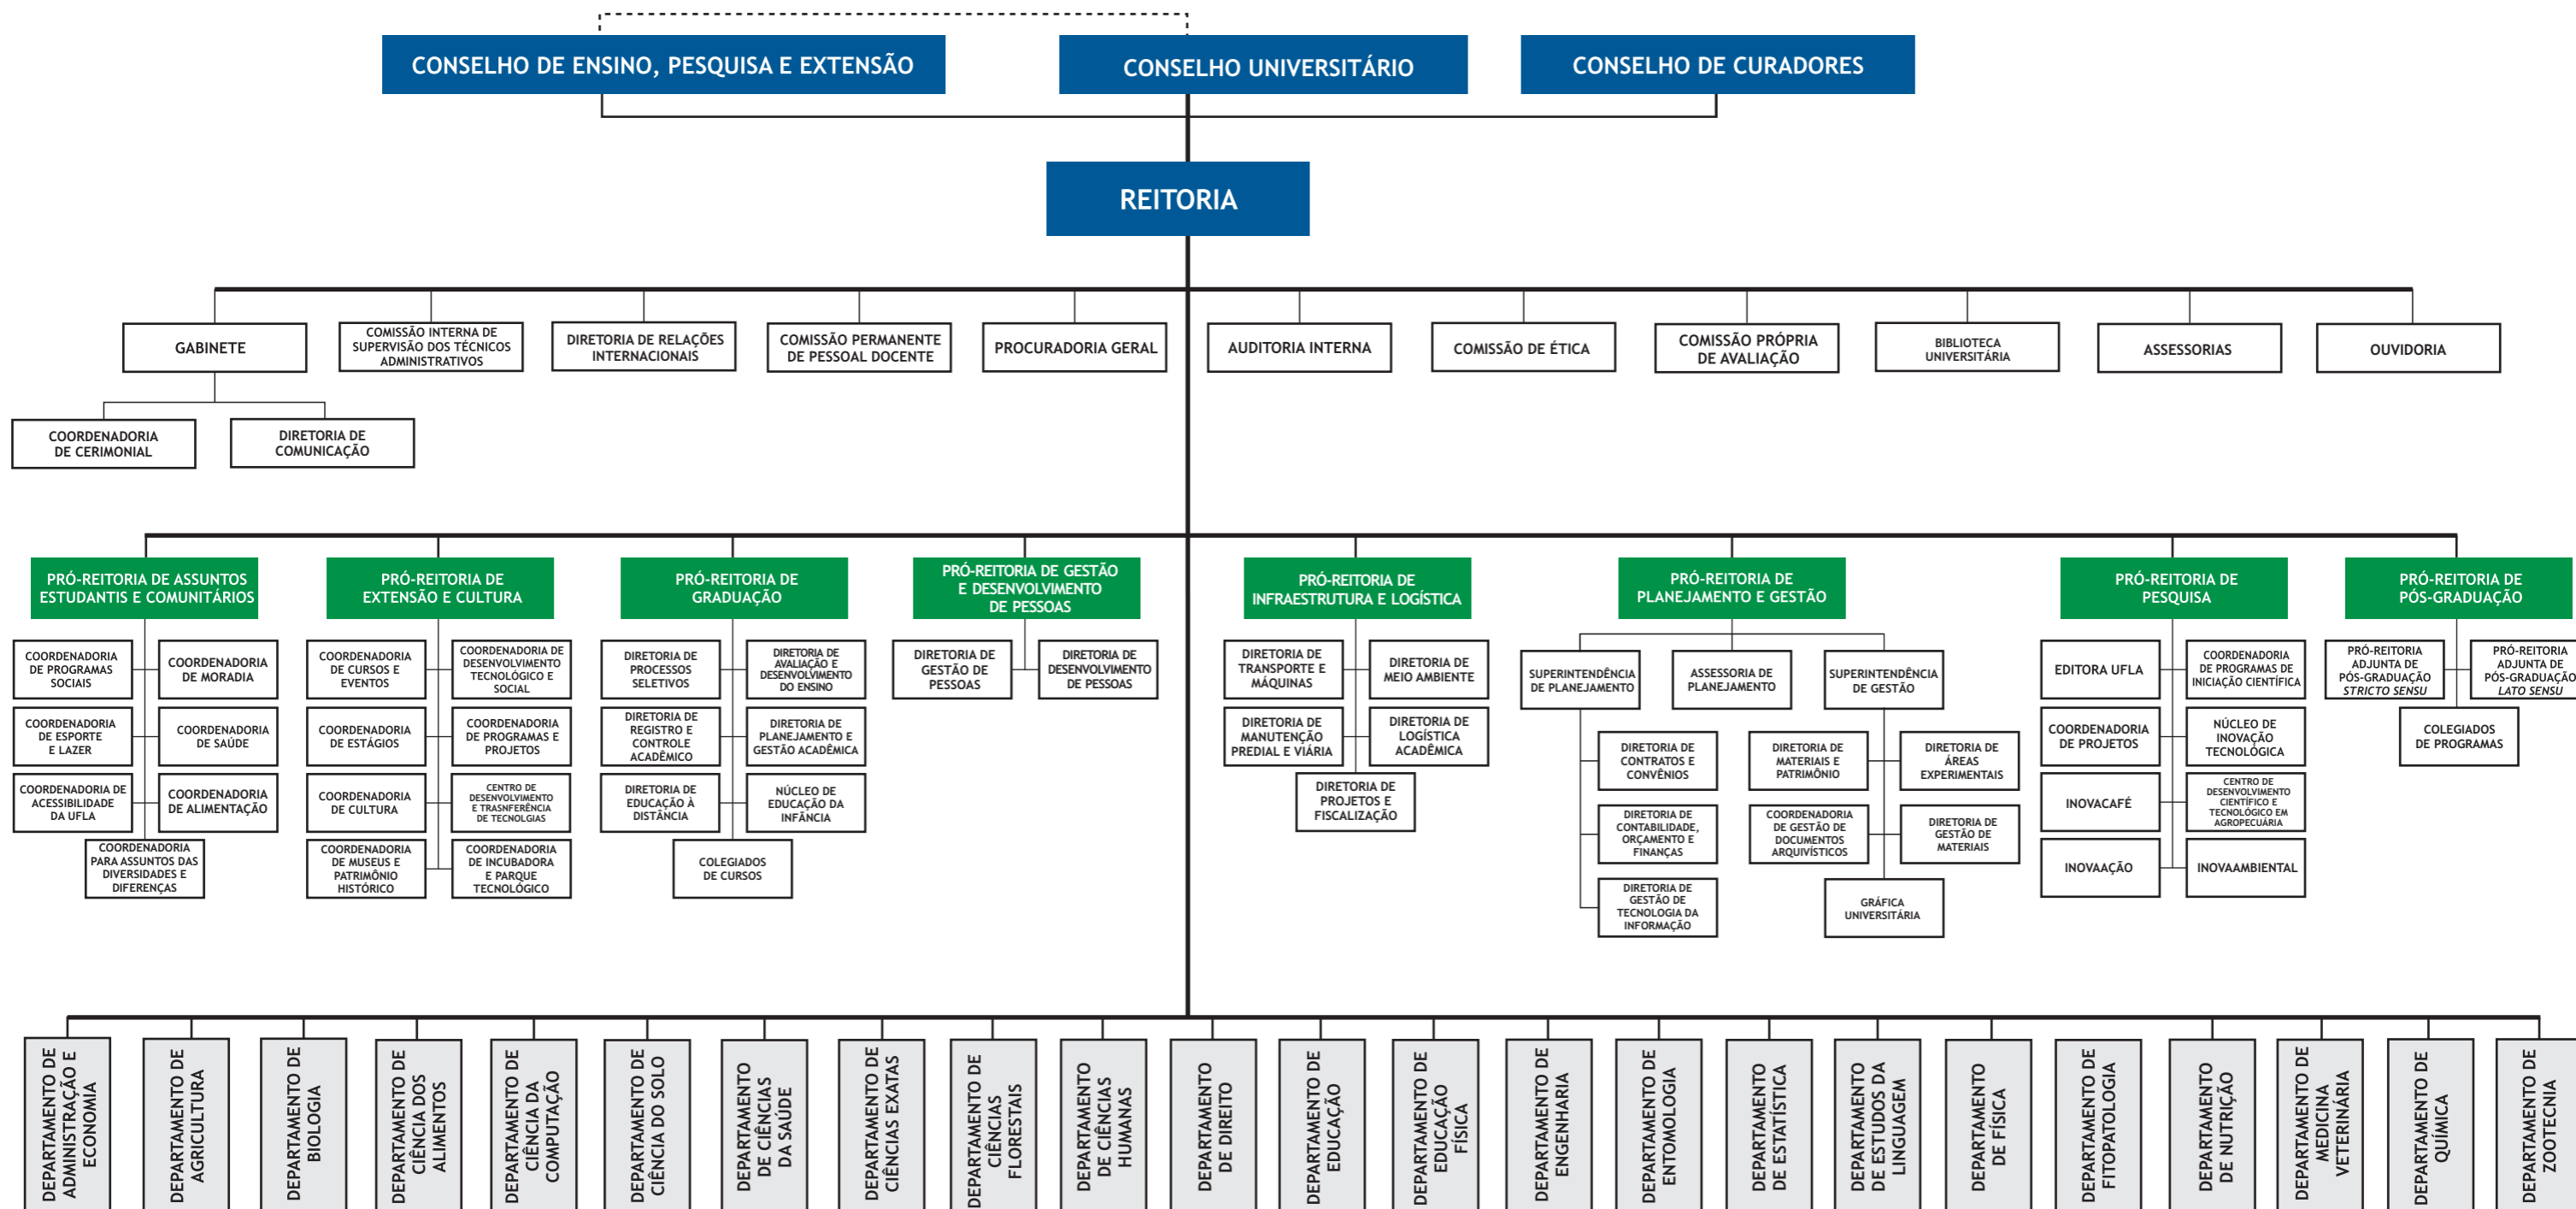 CONSELHO DE ENSINO, PESQUISA E EXTENSÃO
CONSELHO UNIVERSITÁRIO
CONSELHO DE CURADORES
REITORIA
GABINETE
COMISSÃO INTERNA DE
SUPERVISÃO DOS TÉCNICOS
ADMINISTRATIVOS
DIRETORIA DE RELAÇÕES
INTERNACIONAIS
COMISSÃO PERMANENTE
DE PESSOAL DOCENTE
PROCURADORIA GERAL
AUDITORIA INTERNA
COMISSÃO DE ÉTICA
COMISSÃO PRÓPRIA
DE AVALIAÇÃO
BIBLIOTECA
UNIVERSITÁRIA
ASSESSORIAS
OUVIDORIA
COORDENADORIA
DE CERIMONIAL
DIRETORIA DE
COMUNICAÇÃO
PRÓ-REITORIA DE ASSUNTOS
ESTUDANTIS E COMUNITÁRIOS
COORDENADORIA
DE PROGRAMAS
SOCIAIS
COORDENADORIA
DE MORADIA
COORDENADORIA
DE ESPORTE
E LAZER
COORDENADORIA
DE SAÚDE
COORDENADORIA DE
ACESSIBILIDADE
DA UFLA
COORDENADORIA
DE ALIMENTAÇÃO
COORDENADORIA
PARA ASSUNTOS DAS
DIVERSIDADES E
DIFERENÇAS
PRÓ-REITORIA DE
EXTENSÃO E CULTURA
COORDENADORIA
DE CURSOS E
EVENTOS
COORDENADORIA DE
DESENVOLVIMENTO
TECNOLÓGICO E
SOCIAL
COORDENADORIA
DE ESTÁGIOS
COORDENADORIA
DE PROGRAMAS E
PROJETOS
COORDENADORIA
DE CULTURA
CENTRO DE
DESENVOLVIMENTO
E TRASNFERÊNCIA
DE TECNOLGIAS
COORDENADORIA
DE MUSEUS E
PATRIMÔNIO
HISTÓRICO
COORDENADORIA
DE INCUBADORA
E PARQUE
TECNOLÓGICO
PRÓ-REITORIA DE
GRADUAÇÃO
DIRETORIA DE
PROCESSOS
SELETIVOS
DIRETORIA DE
AVALIAÇÃO E
DESENVOLVIMENTO
DO ENSINO
DIRETORIA DE
REGISTRO E
CONTROLE
ACADÊMICO
DIRETORIA DE
PLANEJAMENTO E
GESTÃO ACADÊMICA
DIRETORIA DE
EDUCAÇÃO À
DISTÂNCIA
NÚCLEO DE
EDUCAÇÃO DA
INFÂNCIA
COLEGIADOS
DE CURSOS
PRÓ-REITORIA DE GESTÃO
E DESENVOLVIMENTO
DE PESSOAS
DIRETORIA DE
GESTÃO DE
PESSOAS
DIRETORIA DE
DESENVOLVIMENTO
DE PESSOAS
PRÓ-REITORIA DE
INFRAESTRUTURA E LOGÍSTICA
DIRETORIA DE
TRANSPORTE E
MÁQUINAS
DIRETORIA DE
MEIO AMBIENTE
DIRETORIA DE
MANUTENÇÃO
PREDIAL E VIÁRIA
DIRETORIA DE
LOGÍSTICA
ACADÊMICA
DIRETORIA DE
PROJETOS E
FISCALIZAÇÃO
PRÓ-REITORIA DE
PLANEJAMENTO E GESTÃO
SUPERINTENDÊNCIA
DE PLANEJAMENTO
ASSESSORIA DE
PLANEJAMENTO
SUPERINTENDÊNCIA
DE GESTÃO
DIRETORIA DE
CONTRATOS E
CONVÊNIOS
DIRETORIA DE
MATERIAIS E
PATRIMÔNIO
DIRETORIA DE
ÁREAS
EXPERIMENTAIS
DIRETORIA DE
CONTABILIDADE,
ORÇAMENTO E
FINANÇAS
COORDENADORIA
DE GESTÃO DE
DOCUMENTOS
ARQUIVÍSTICOS
DIRETORIA DE
GESTÃO DE
MATERIAIS
DIRETORIA DE
GESTÃO DE
TECNOLOGIA DA
INFORMAÇÃO
GRÁFICA
UNIVERSITÁRIA
PRÓ-REITORIA DE
PESQUISA
EDITORA UFLA
COORDENADORIA
DE PROGRAMAS DE
INICIAÇÃO CIENTÍFICA
COORDENADORIA
DE PROJETOS
NÚCLEO DE
INOVAÇÃO
TECNOLÓGICA
INOVACAFÉ
CENTRO DE
DESENVOLVIMENTO
CIENTÍFICO E
TECNOLÓGICO EM
AGROPECUÁRIA
INOVAAÇÃO
INOVAAMBIENTAL
PRÓ-REITORIA DE
PÓS-GRADUAÇÃO
PRÓ-REITORIA
ADJUNTA DE
PÓS-GRADUAÇÃO
STRICTO SENSU
PRÓ-REITORIA
ADJUNTA DE
PÓS-GRADUAÇÃO
LATO SENSU
COLEGIADOS
DE PROGRAMAS
DEPARTAMENTO DE
ADMINISTRAÇÃO E
ECONOMIA
DEPARTAMENTO DE
AGRICULTURA
DEPARTAMENTO DE
BIOLOGIA
DEPARTAMENTO DE
CIÊNCIA DOS
ALIMENTOS
DEPARTAMENTO DE
CIÊNCIA DA
COMPUTAÇÃO
DEPARTAMENTO DE
CIÊNCIA DO SOLO
DEPARTAMENTO
DE CIÊNCIAS
DA SAÚDE
DEPARTAMENTO DE
CIÊNCIAS EXATAS
DEPARTAMENTO DE
CIÊNCIAS
FLORESTAIS
DEPARTAMENTO
DE CIÊNCIAS
HUMANAS
DEPARTAMENTO
DE DIREITO
DEPARTAMENTO DE
EDUCAÇÃO
DEPARTAMENTO DE
EDUCAÇÃO
FÍSICA
DEPARTAMENTO DE
ENGENHARIA
DEPARTAMENTO DE
ENTOMOLOGIA
DEPARTAMENTO
DE ESTATÍSTICA
DEPARTAMENTO
DE ESTUDOS DA
LINGUAGEM
DEPARTAMENTO
DE FÍSICA
DEPARTAMENTO DE
FITOPATOLOGIA
DEPARTAMENTO
DE NUTRIÇÃO
DEPARTAMENTO DE
MEDICINA
VETERINÁRIA
DEPARTAMENTO DE
QUÍMICA
DEPARTAMENTO DE
ZOOTECNIA